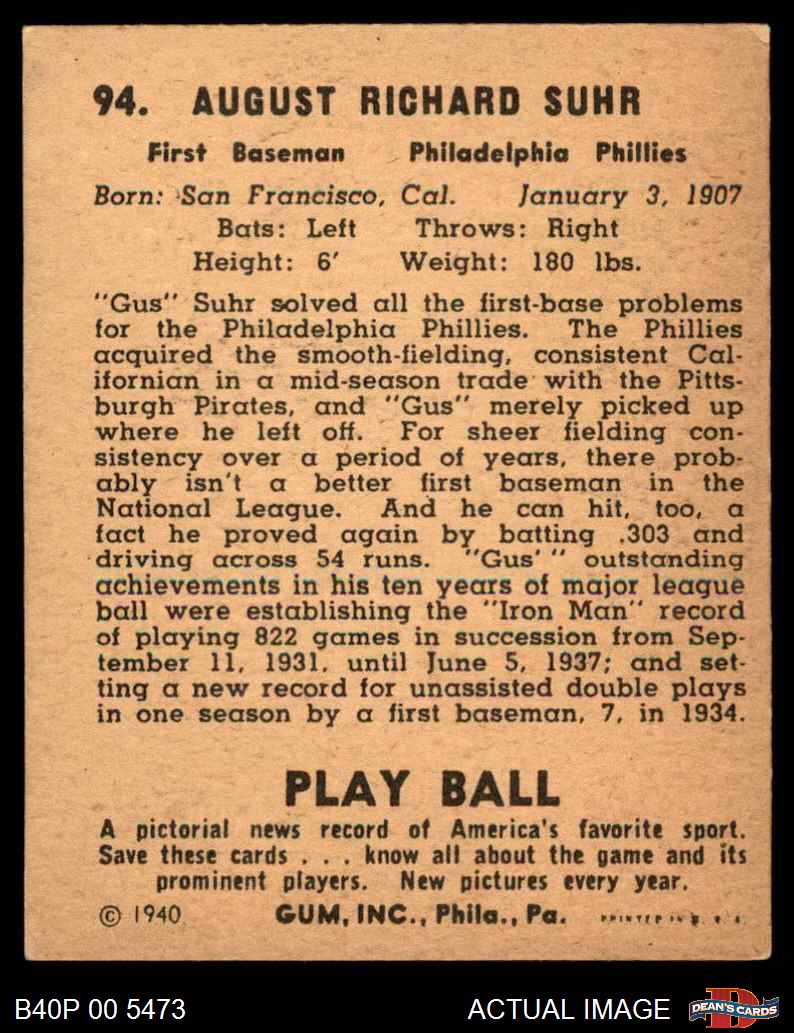 94. AUGUST RICHARD SUHR
First Baseman Philadelphia Phillies
Born: San Francisco, Cal. January 3, 1907
Bats: Left Throws: Right
Height: 6' Weight: 180 lbs.
"Gus" Suhr solved all the first-base problems
for the Philadelphia Phillies. The Phillies
acquired the smooth-fielding, consistent Cal-
ifornian in a mid-season trade with the Pitts-
burgh Pirates, and "Gus" merely picked up
where he left off. For sheer fielding con-
sistency over a period of years, there prob-
ably isn't a better first baseman in the
National League. And he can hit, too, a
fact he proved again by batting .303 and
driving across 54 runs. "Gus' " outstanding
achievements in his ten years of major league
ball were establishing the "Iron Man" record
of playing 822 games in succession from Sep-
tember 11, 1931, until June 5, 1937; and set-
ting a new record for unassisted double plays
in one season by a first baseman, 7, in 1934.
PLAY BALL
A pictorial news record of America's favorite sport.
Save these cards . . . know all about the game and its
prominent players. New pictures every year.
© 1940 GUM, INC., Phila., Pa. PRINTED IN U. S. A.
B40P 00 5473 ACTUAL IMAGE DEAN'S CARDS